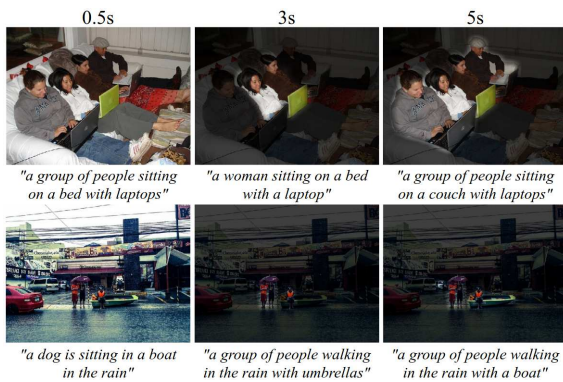 0.5s 3s 5s
"a group of people sitting
on a bed with laptops"
"a woman sitting on a bed
with a laptop"
"a group of people sitting
on a couch with laptops"
"a dog is sitting in a boat
in the rain"
"a group of people walking
in the rain with umbrellas"
"a group of people walking
in the rain with a boat"